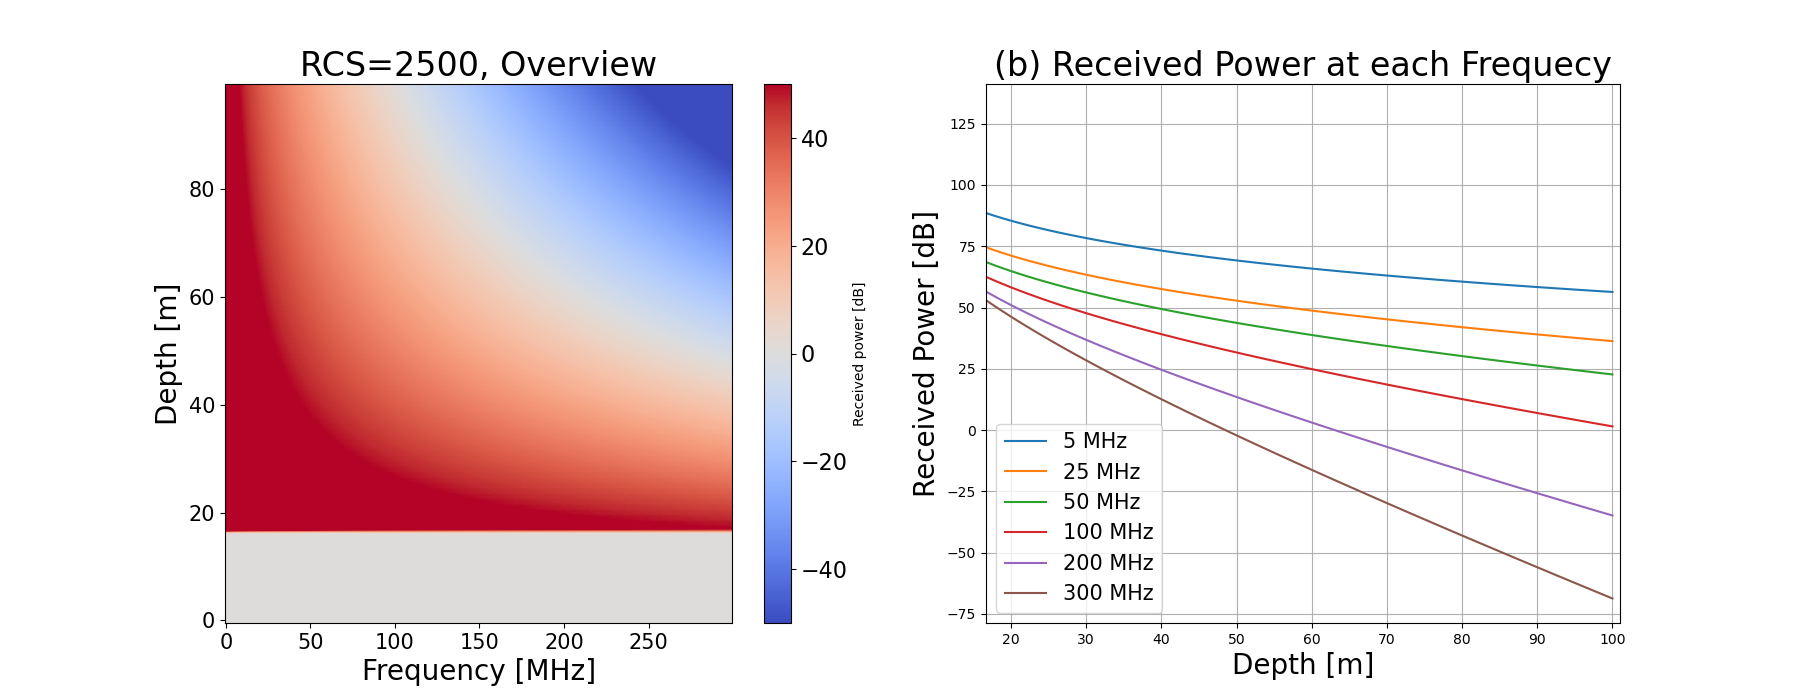 RCS=2500, Overview
Depth [m]
80
60
40
20
0
0 50 100 150 200 250
Frequency [MHz]
40
20
0
−20
−40
Received power [dB]
(b) Received Power at each Frequecy
Received Power [dB]
125
100
75
50
25
0
−25
−50
−75
5 MHz
25 MHz
50 MHz
100 MHz
200 MHz
300 MHz
20 30 40 50 60 70 80 90 100
Depth [m]